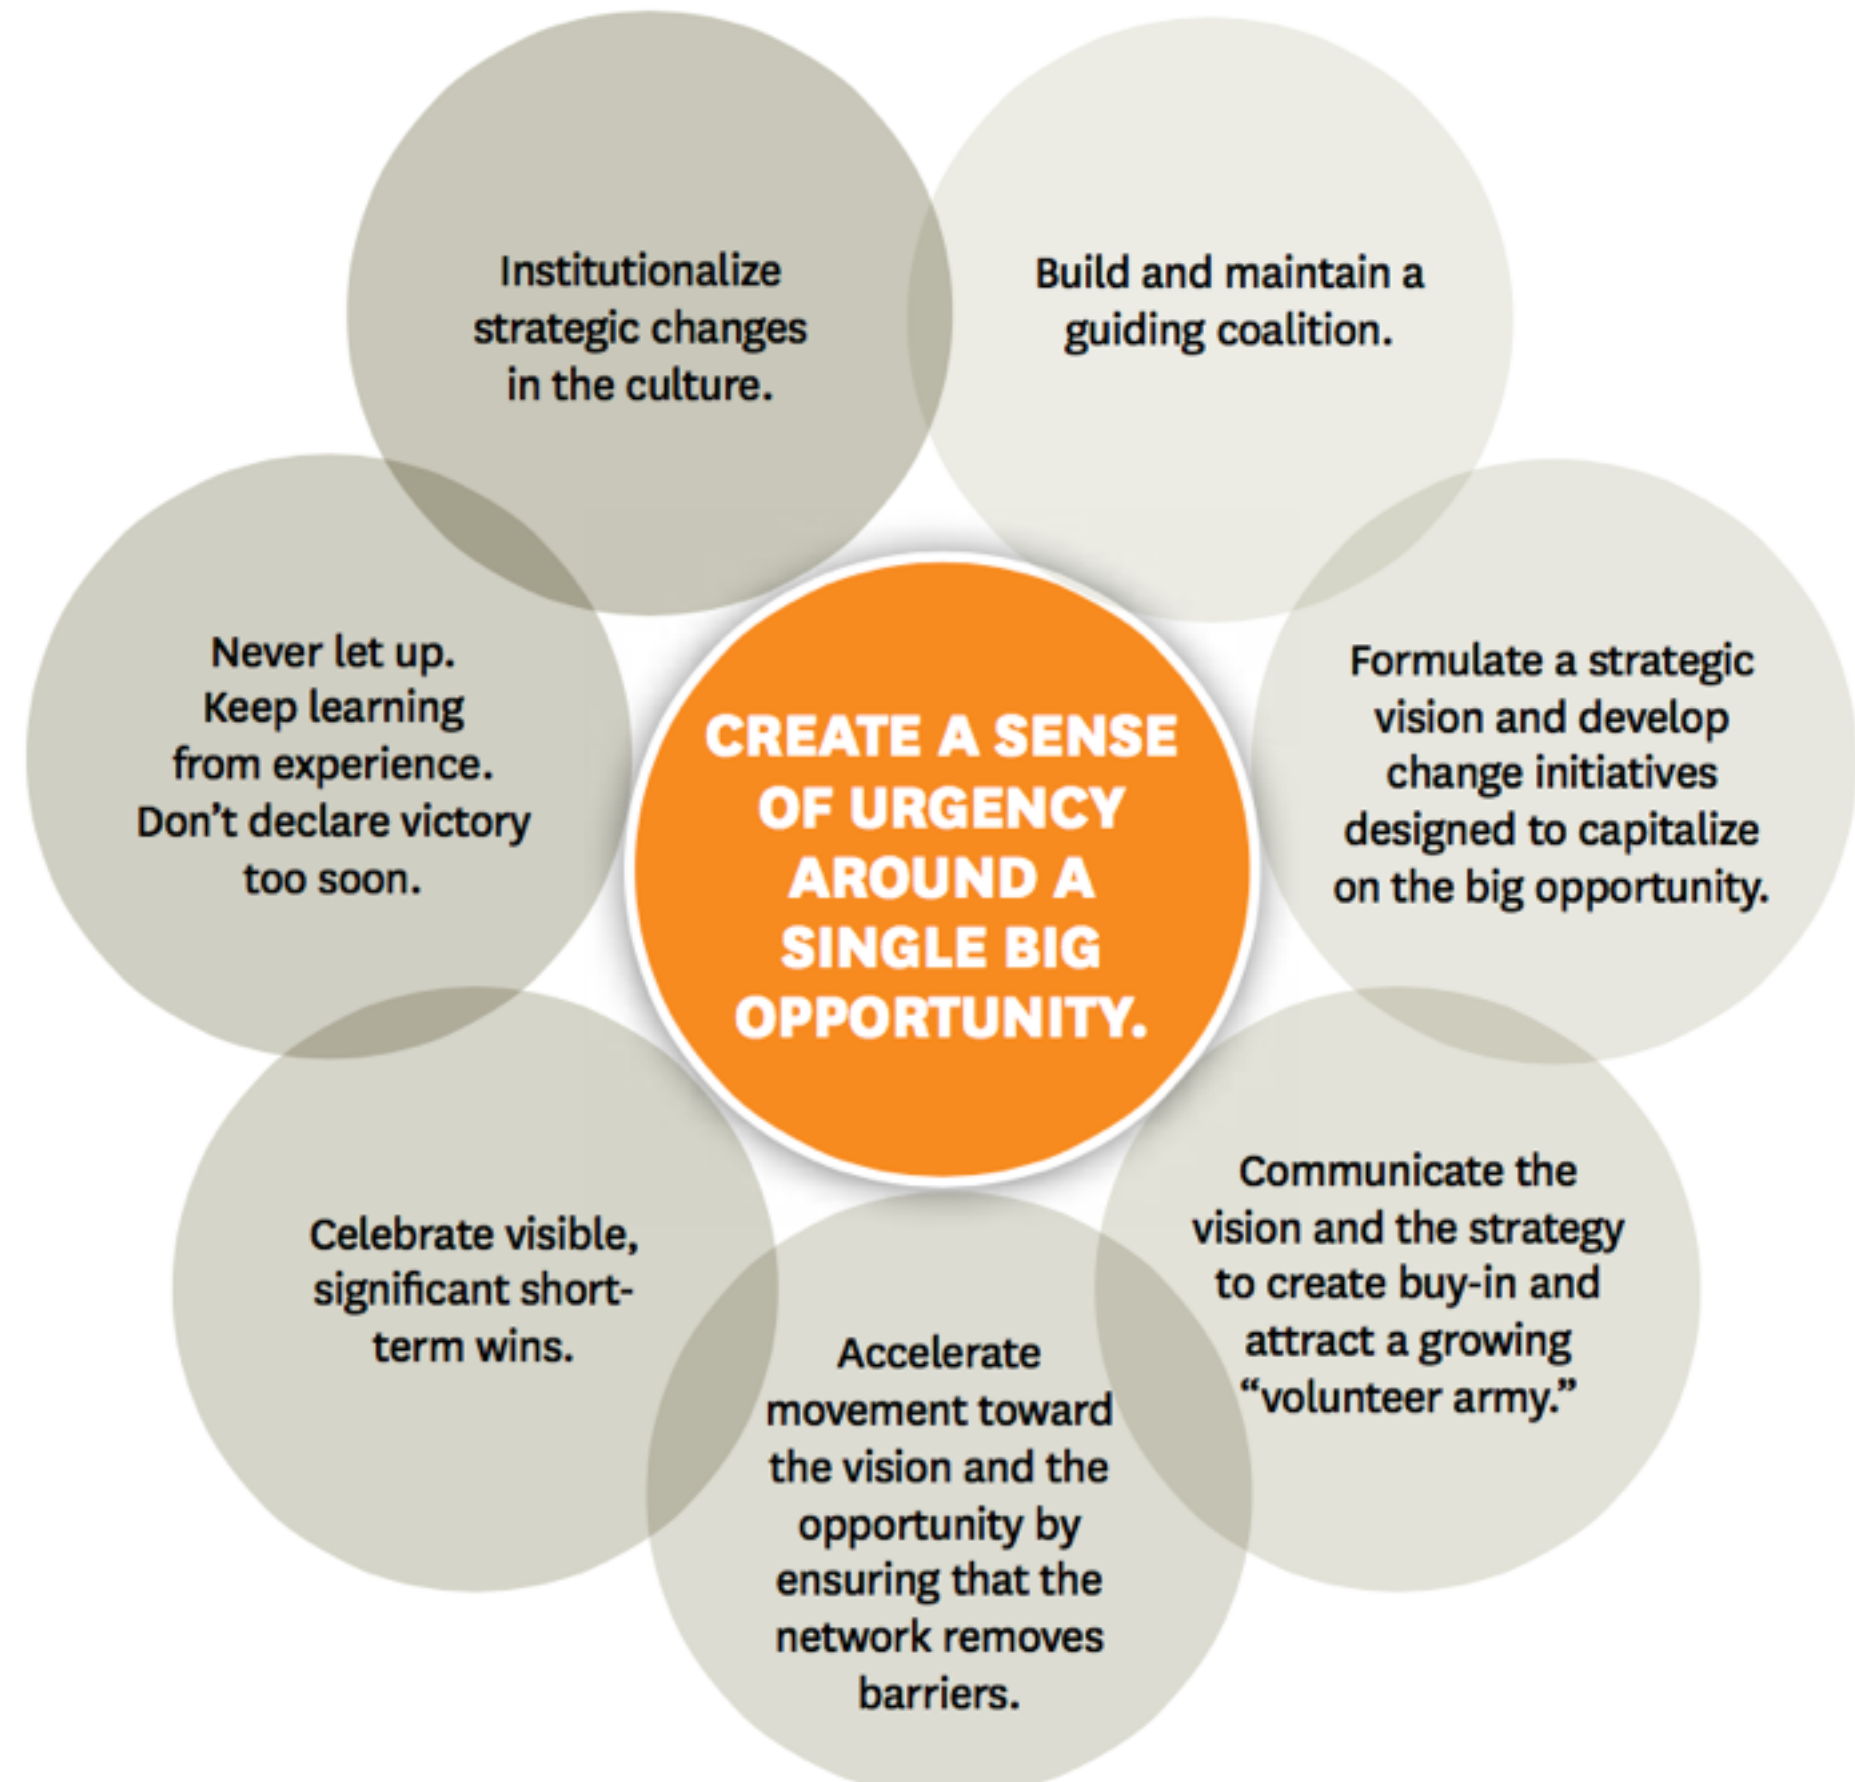 Institutionalize
strategic changes
in the culture.
Build and maintain a
guiding coalition.
Formulate a strategic
vision and develop
change initiatives
designed to capitalize
on the big opportunity.
Communicate the
vision and the strategy
to create buy-in and
attract a growing
“volunteer army.”
Accelerate
movement toward
the vision and the
opportunity by
ensuring that the
network removes
barriers.
Celebrate visible,
significant short-
term wins.
Never let up.
Keep learning
from experience.
Don’t declare victory
too soon.
CREATE A SENSE
OF URGENCY
AROUND A
SINGLE BIG
OPPORTUNITY.